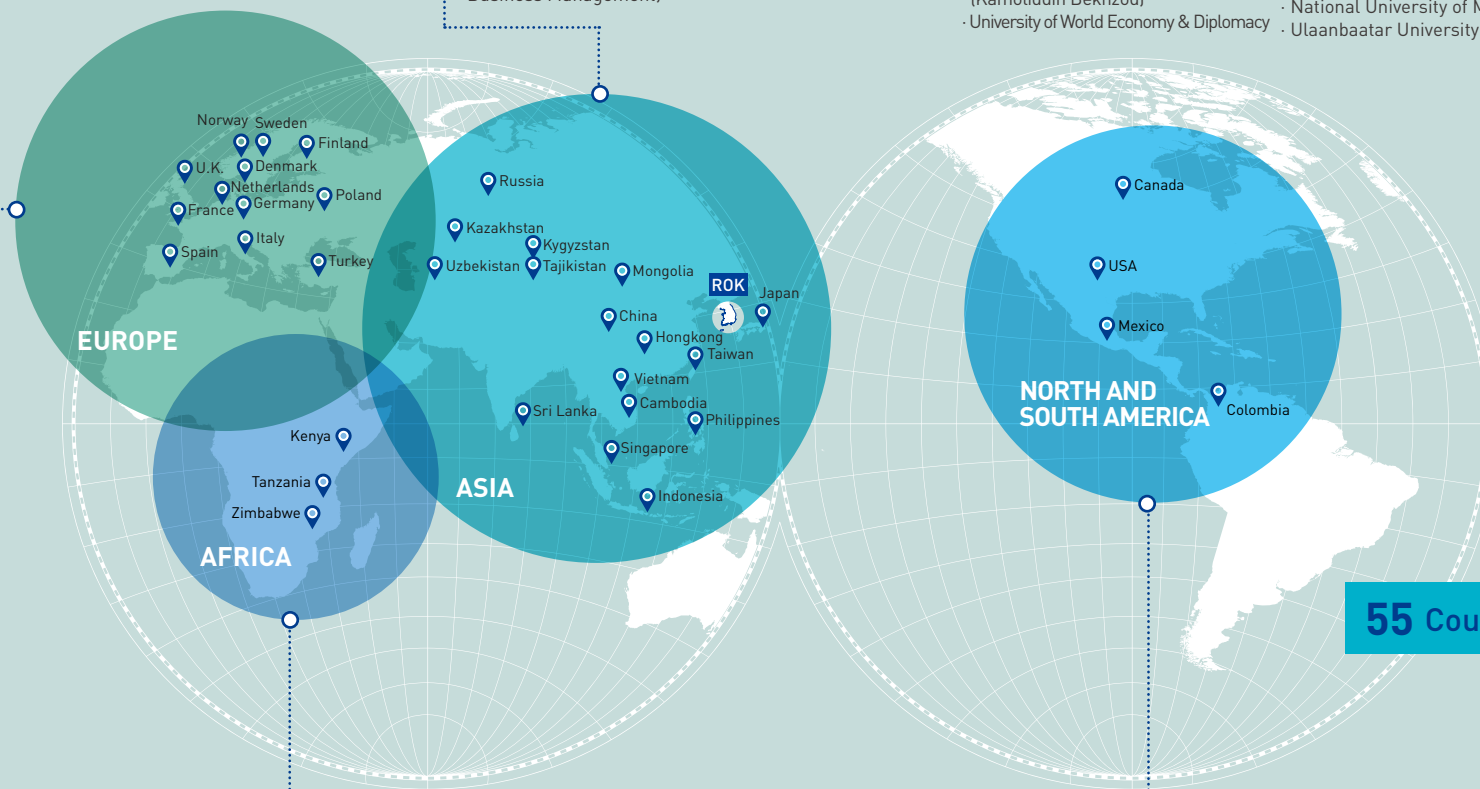 Business Management)
(Kamoliddin Bekhzod)
· University of World Economy & Diplomacy
· National University of
· Ulaanbaatar University
Norway
Sweden
Finland
U.K.
Denmark
Netherlands
Poland
France
Germany
Italy
Spain
Turkey
EUROPE
Russia
Kazakhstan
Kygyzstan
Uzbekistan
Tajikistan
Mongolia
ROK
Japan
China
Hongkong
Taiwan
Vietnam
Cambodia
Sri Lanka
Philippines
Singapore
Indonesia
ASIA
Kenya
Tanzania
Zimbabwe
AFRICA
Canada
USA
Mexico
NORTH AND
SOUTH AMERICA
Colombia
55 Cou